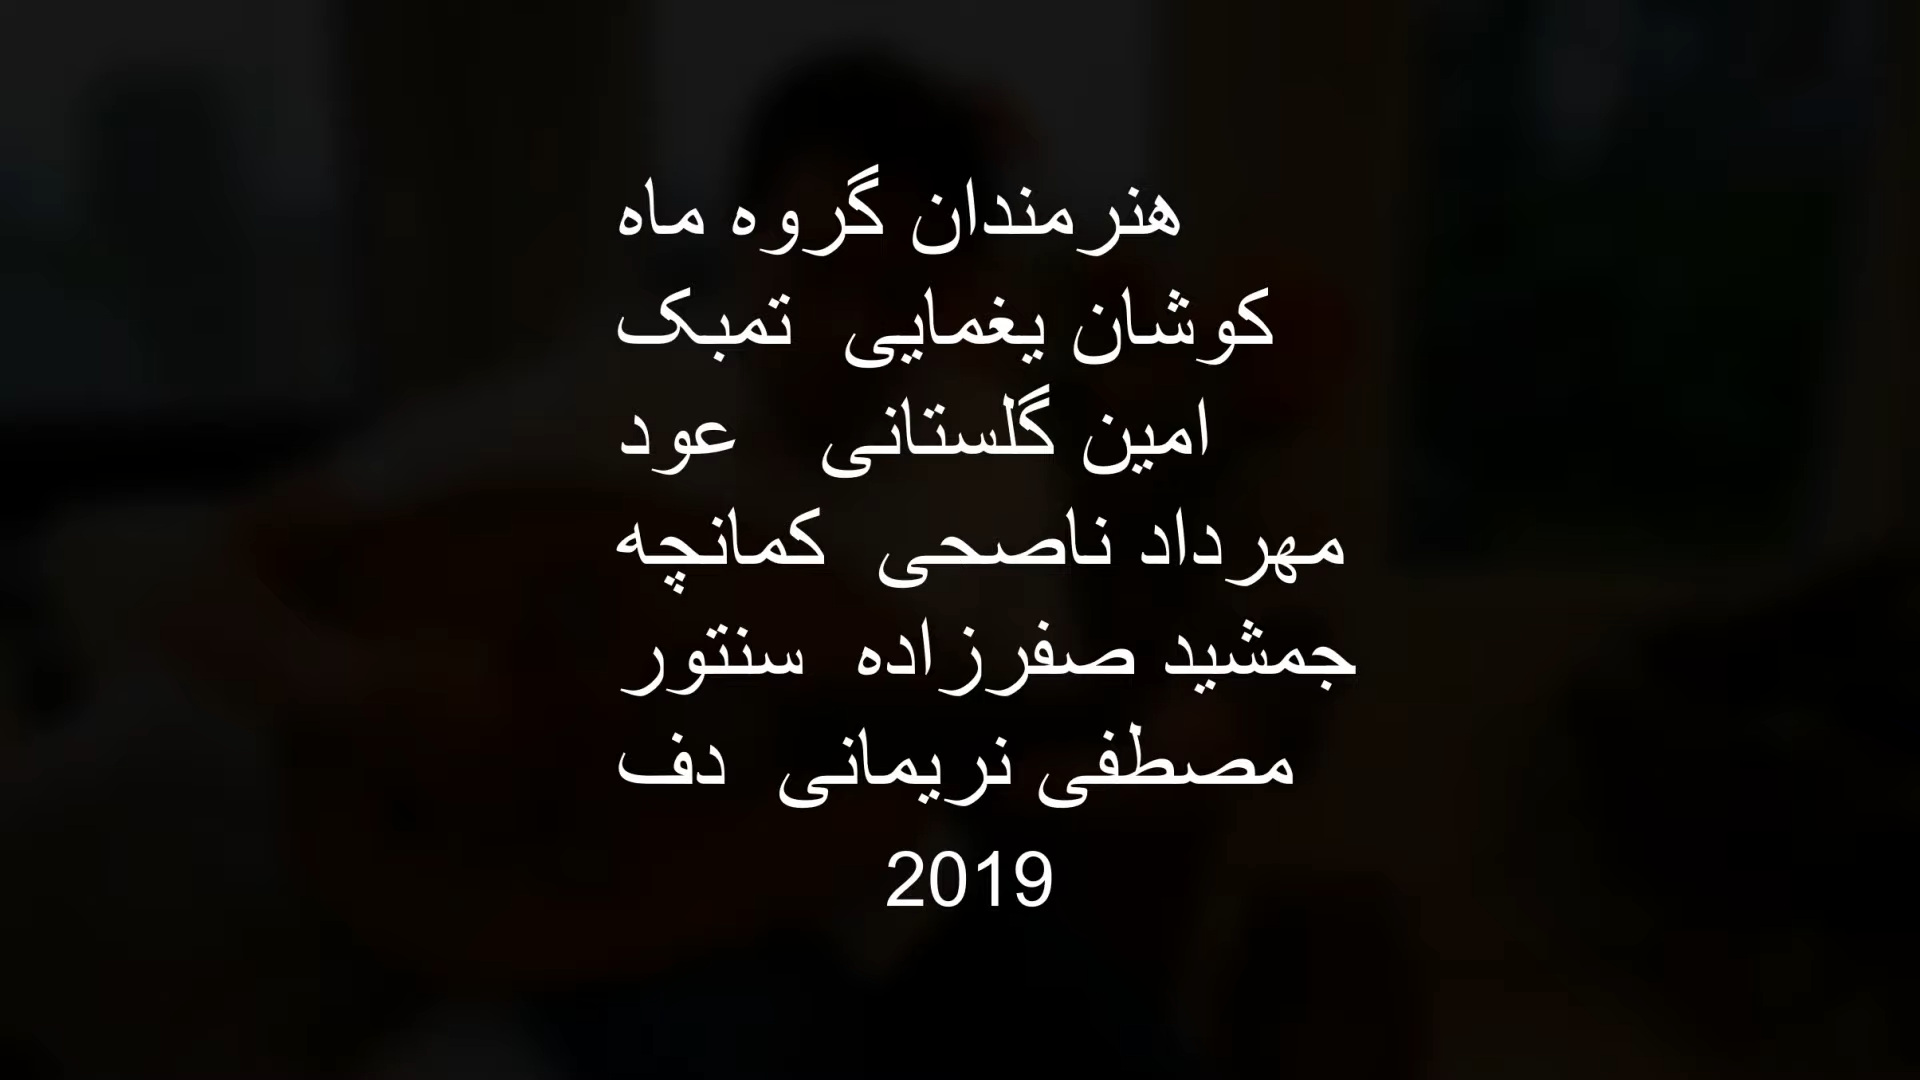 هنرمندان گروه ماه
کوشان یغمایی  تمبک
امین گلستانی   عود
مهرداد ناصحی  کمانچه
جمشید صفرزاده  سنتور
مصطفی نریمانی  دف
2019